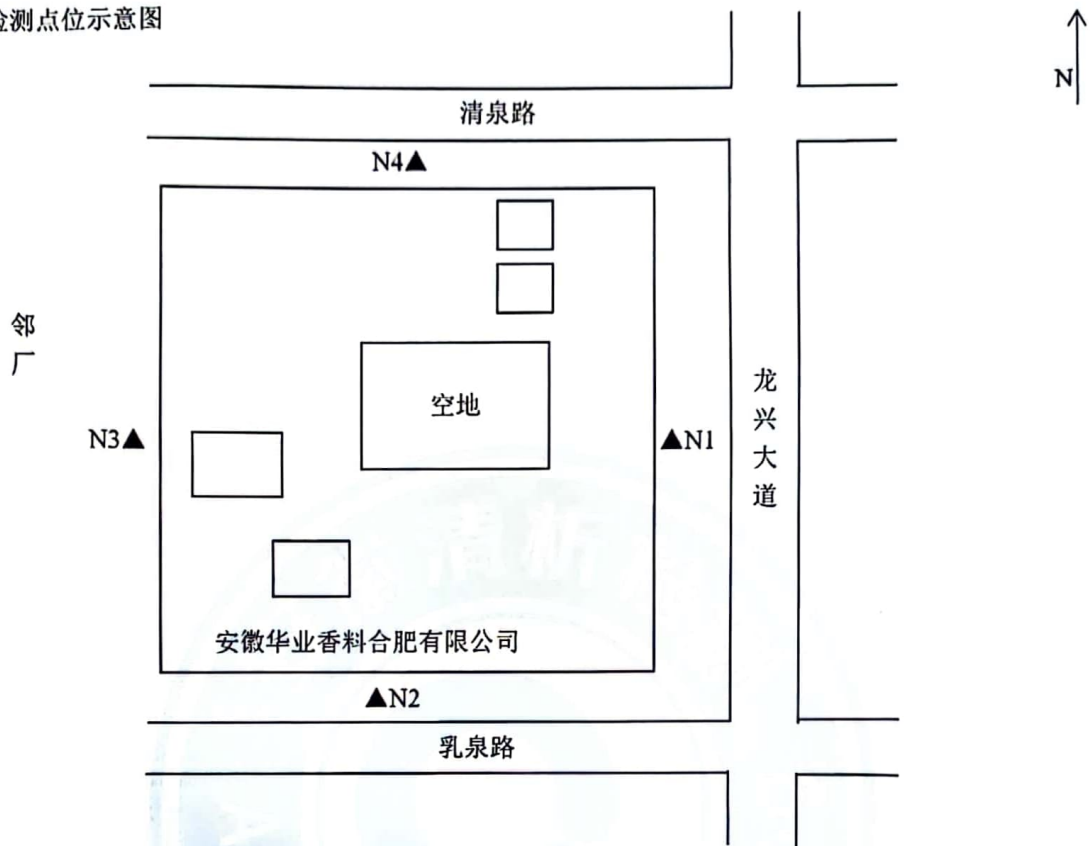 检测点位示意图
N
清泉路
N4▲
邻
厂
空地
龙
兴
大
道
N3▲
▲N1
安徽华业香料合肥有限公司
▲N2
乳泉路